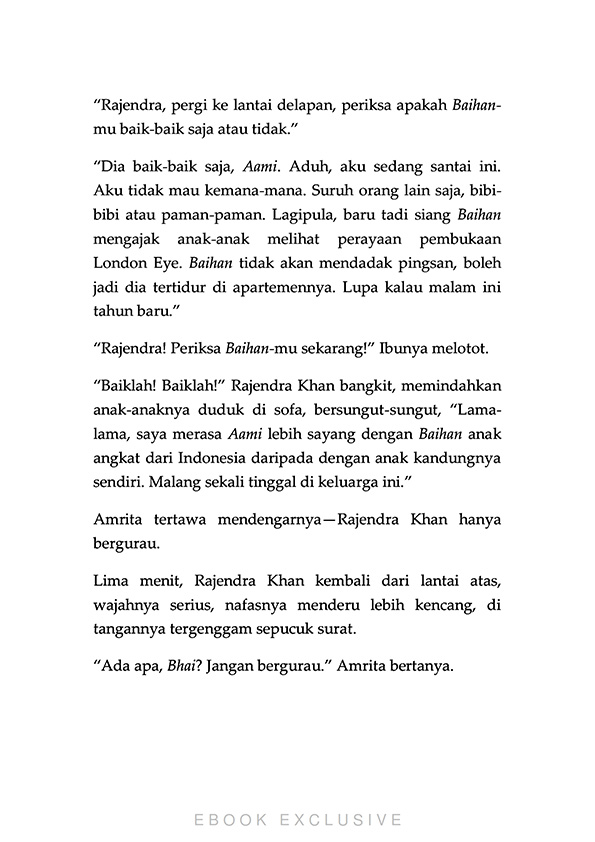 “Rajendra, pergi ke lantai delapan, periksa apakah Baihan-
mu baik-baik saja atau tidak.”
“Dia baik-baik saja, Aami. Aduh, aku sedang santai ini.
Aku tidak mau kemana-mana. Suruh orang lain saja, bibi-
bibi atau paman-paman. Lagipula, baru tadi siang Baihan
mengajak anak-anak melihat perayaan pembukaan
London Eye. Baihan tidak akan mendadak pingsan, boleh
jadi dia tertidur di apartemennya. Lupa kalau malam ini
tahun baru.”
“Rajendra! Periksa Baihan-mu sekarang!” Ibunya melotot.
“Baiklah! Baiklah!” Rajendra Khan bangkit, memindahkan
anak-anaknya duduk di sofa, bersungut-sungut, “Lama-
lama, saya merasa Aami lebih sayang dengan Baihan anak
angkat dari Indonesia daripada dengan anak kandungnya
sendiri. Malang sekali tinggal di keluarga ini.”
Amrita tertawa mendengarnya—Rajendra Khan hanya
bergurau.
Lima menit, Rajendra Khan kembali dari lantai atas,
wajahnya serius, nafasnya menderu lebih kencang, di
tangannya tergenggam sepucuk surat.
“Ada apa, Bhai? Jangan bergurau.” Amrita bertanya.
EBOOK EXCLUSIVE